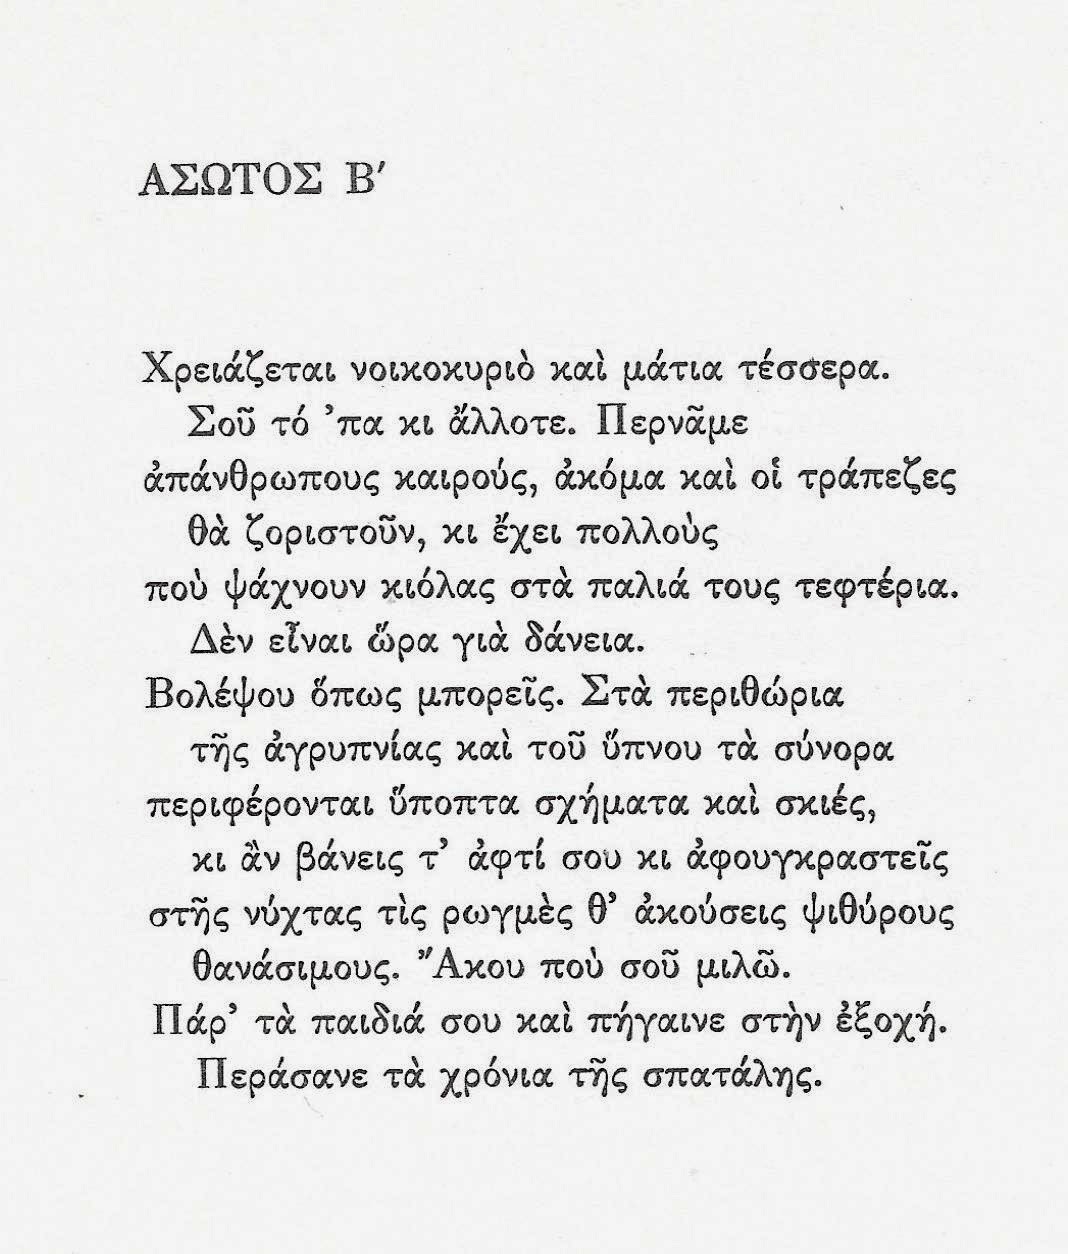 ΑΣΩΤΟΣ Β′
Χρειάζεται νοικοκυριὸ καὶ μάτια τέσσερα.
Σοῦ τό ’πα κι ἄλλοτε. Περνᾶμε
ἀπάνθρωπους καιρούς, ἀκόμα καὶ οἱ τράπεζες
θὰ ζοριστοῦν, κι ἔχει πολλοὺς
ποὺ ψάχνουν κιόλας στὰ παλιά τους τεφτέρια.
Δὲν εἶναι ὥρα γιὰ δάνεια.
Βολέψου ὅπως μπορεῖς. Στὰ περιθώρια
τῆς ἀγρυπνίας καὶ τοῦ ὕπνου τὰ σύνορα
περιφέρονται ὕποπτα σχήματα καὶ σκιές,
κι ἂν βάνεις τ’ ἀφτί σου κι ἀφουγκραστεῖς
στῆς νύχτας τὶς ρωγμὲς θ’ ἀκούσεις ψιθύρους
θανάσιμους. Ἄκου ποὺ σοῦ μιλῶ.
Πάρ’ τὰ παιδιά σου καὶ πήγαινε στὴν ἐξοχή.
Περάσανε τὰ χρόνια τῆς σπατάλης.